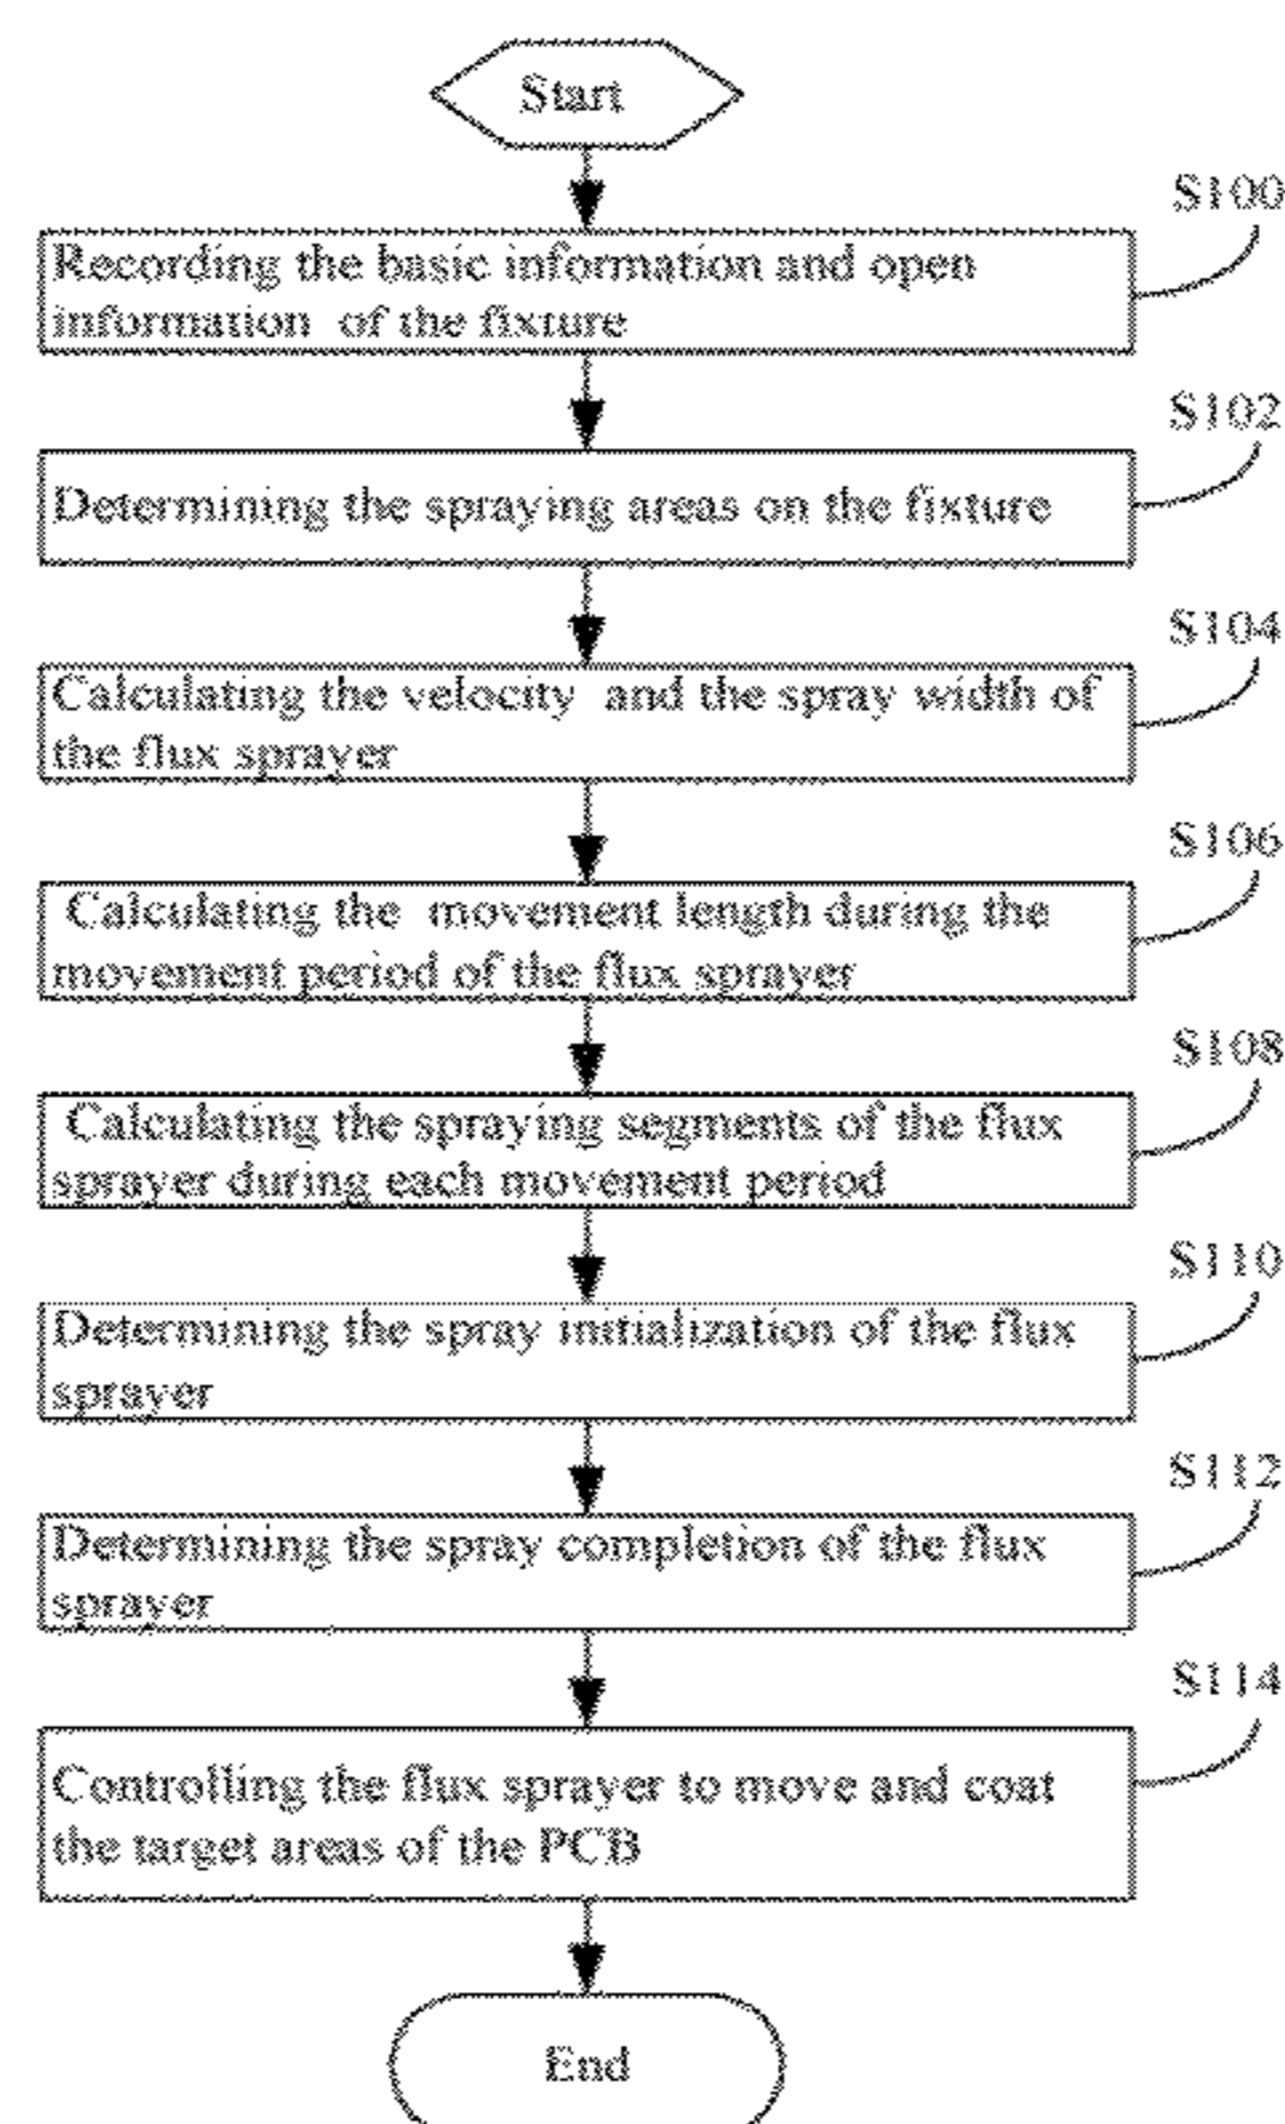 Start
S100
Recording the basic information and open
information of the fixture
S102
Determining the spraying areas on the fixture
S104
Calculating the velocity and the spray width of
the flux sprayer
S106
Calculating the movement length during the
movement period of the flux sprayer
S108
Calculating the spraying segments of the flux
sprayer during each movement period
S110
Determining the spray initialization of the flux
sprayer
S112
Determining the spray completion of the flux
sprayer
S114
Controlling the flux sprayer to move and coat
the target areas of the PCB
End